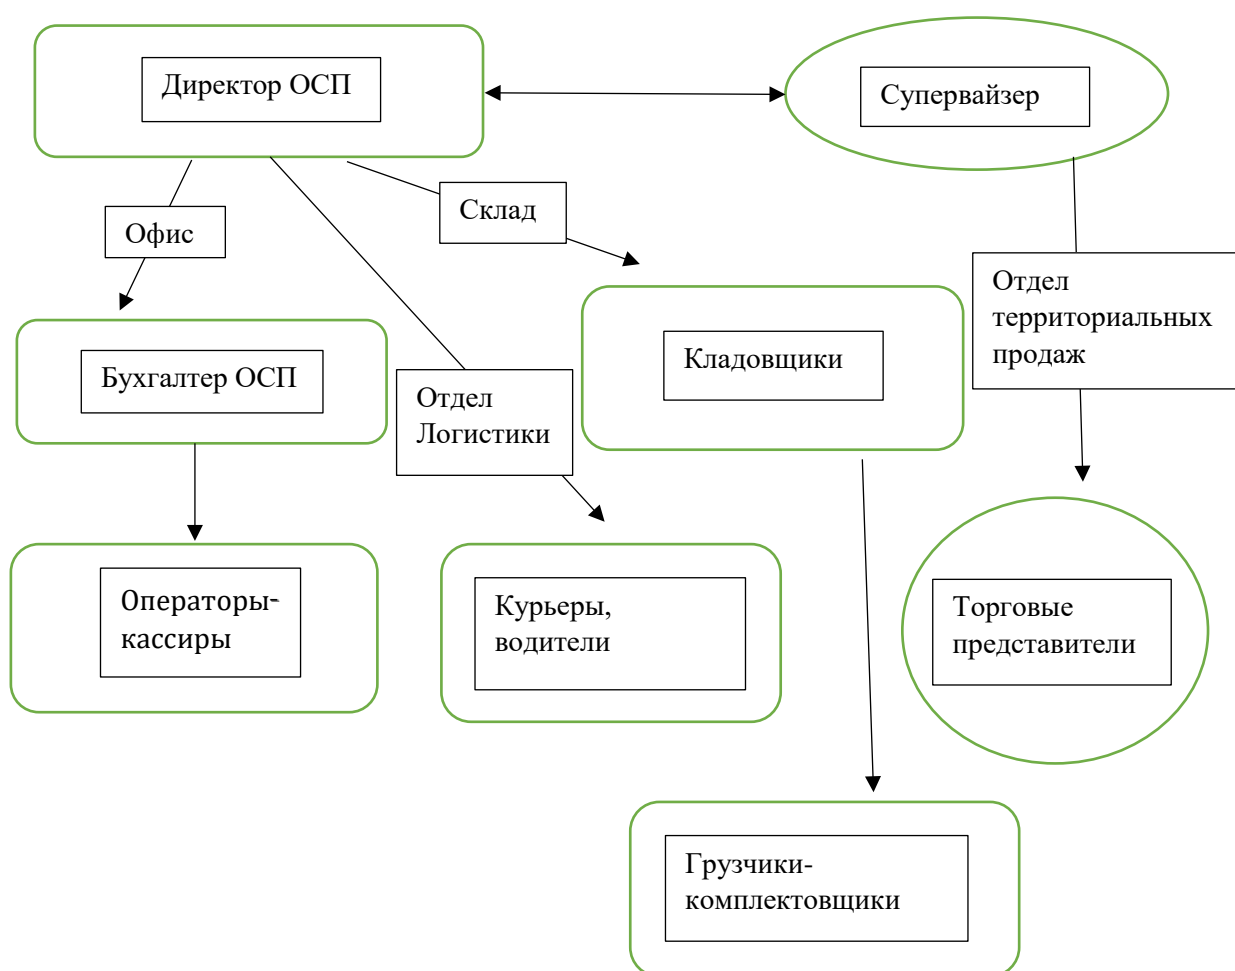 Директор ОСП
Супервайзер
Склад
Офис
Отдел
территориальных
продаж
Кладовщики
Бухгалтер ОСП
Отдел
Логистики
Операторы-
кассиры
Курьеры,
водители
Торговые
представители
Грузчики-
комплектовщики